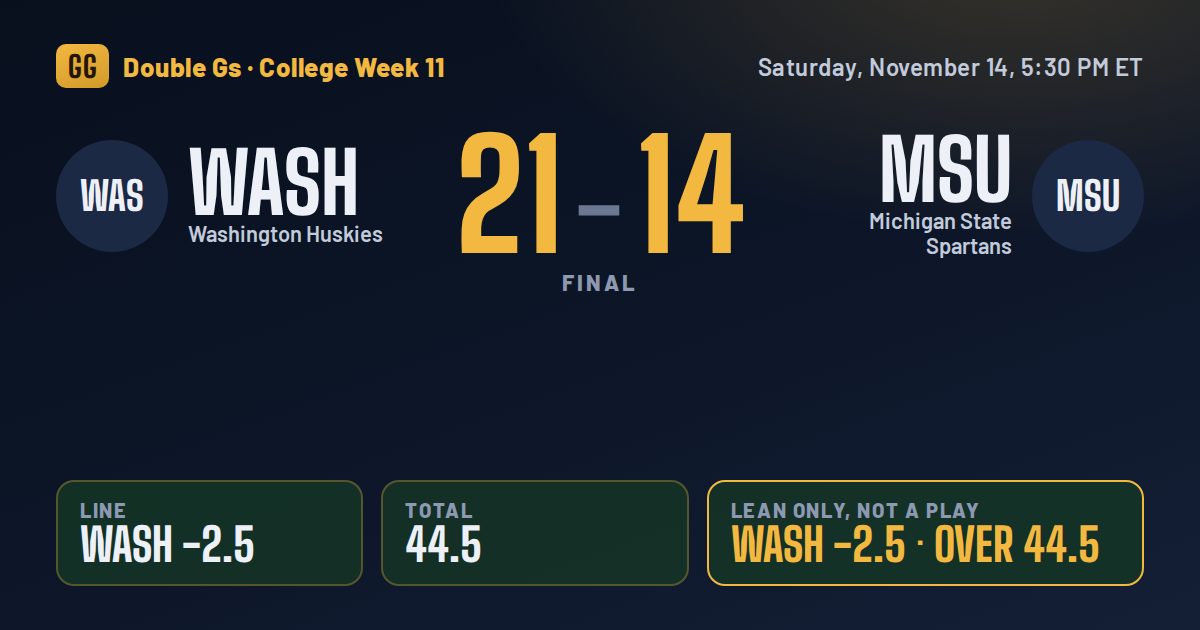 GG Double Gs · College Week 11
Saturday, November 14, 5:30 PM ET
WAS
WASH
Washington Huskies
21 – 14
FINAL
MSU
Michigan State
Spartans
MSU
LINE
WASH −2.5
TOTAL
44.5
LEAN ONLY, NOT A PLAY
WASH −2.5 · OVER 44.5